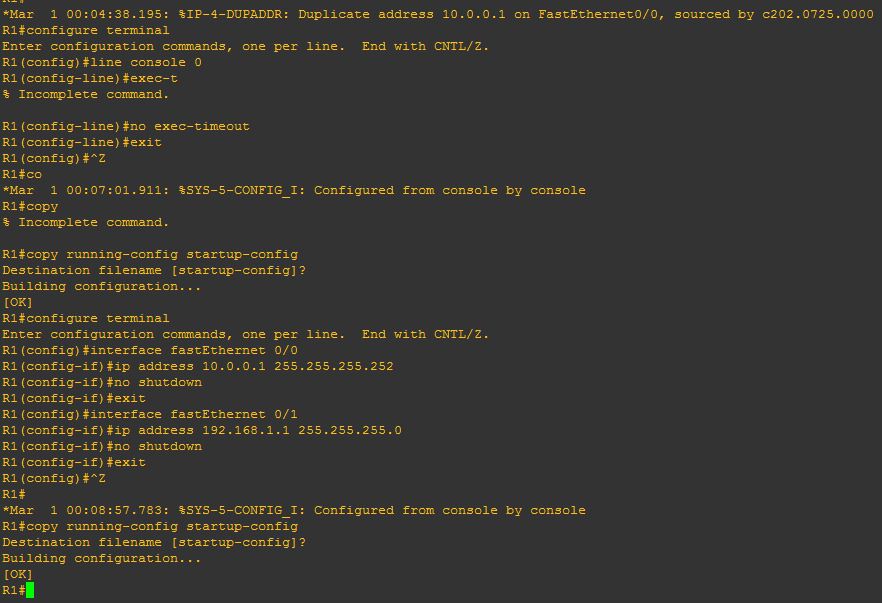 R1#
*Mar  1 00:04:38.195: %IP-4-DUPADDR: Duplicate address 10.0.0.1 on FastEthernet0/0, sourced by c202.0725.0000
R1#configure terminal
Enter configuration commands, one per line.  End with CNTL/Z.
R1(config)#line console 0
R1(config-line)#exec-t
% Incomplete command.

R1(config-line)#no exec-timeout
R1(config-line)#exit
R1(config)#^Z
R1#co
*Mar  1 00:07:01.911: %SYS-5-CONFIG_I: Configured from console by console
R1#copy
% Incomplete command.

R1#copy running-config startup-config
Destination filename [startup-config]?
Building configuration...
[OK]
R1#configure terminal
Enter configuration commands, one per line.  End with CNTL/Z.
R1(config)#interface fastEthernet 0/0
R1(config-if)#ip address 10.0.0.1 255.255.255.252
R1(config-if)#no shutdown
R1(config-if)#exit
R1(config)#interface fastEthernet 0/1
R1(config-if)#ip address 192.168.1.1 255.255.255.0
R1(config-if)#no shutdown
R1(config-if)#exit
R1(config)#^Z
R1#
*Mar  1 00:08:57.783: %SYS-5-CONFIG_I: Configured from console by console
R1#copy running-config startup-config
Destination filename [startup-config]?
Building configuration...
[OK]
R1#